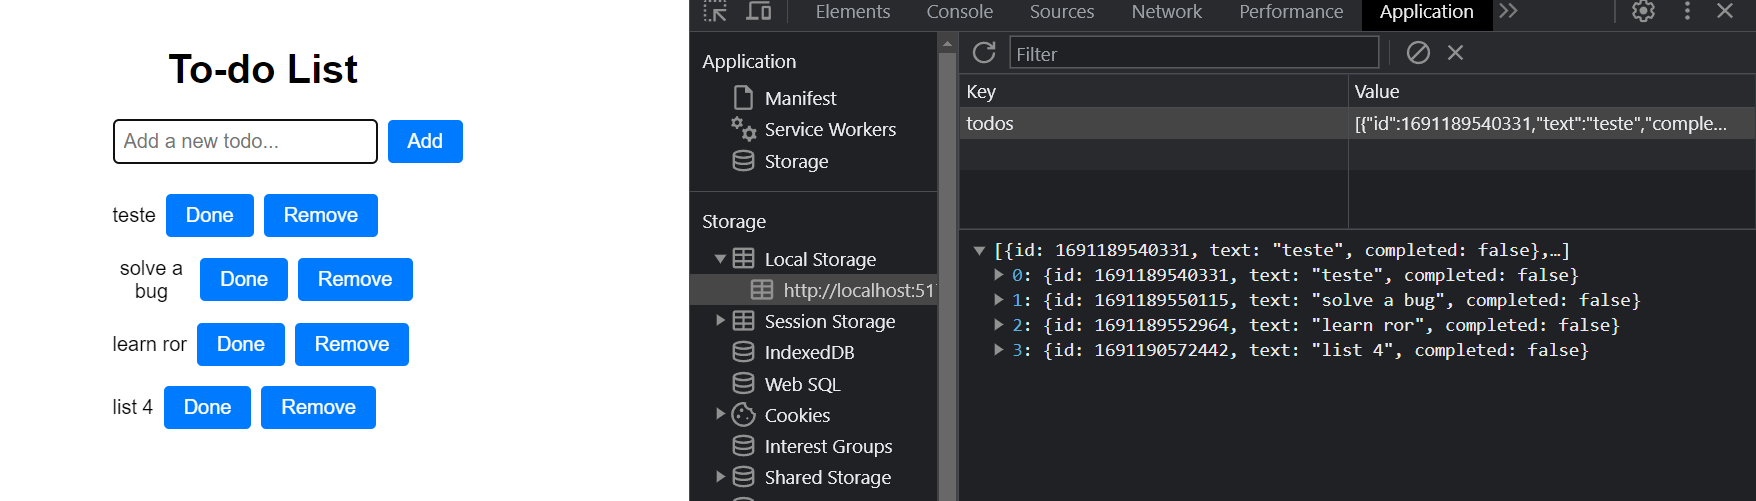 To-do List
Add a new todo... Add
teste Done Remove
solve a
bug Done Remove
learn ror Done Remove
list 4 Done Remove
Elements Console Sources Network Performance Application
Application
Manifest
Service Workers
Storage
Storage
Local Storage
http://localhost:517
Session Storage
IndexedDB
Web SQL
Cookies
Interest Groups
Shared Storage
Filter
Key Value
todos [{"id":1691189540331,"text":"teste","comple...
[{id: 1691189540331, text: "teste", completed: false},…]
0: {id: 1691189540331, text: "teste", completed: false}
1: {id: 1691189550115, text: "solve a bug", completed: false}
2: {id: 1691189552964, text: "learn ror", completed: false}
3: {id: 1691190572442, text: "list 4", completed: false}